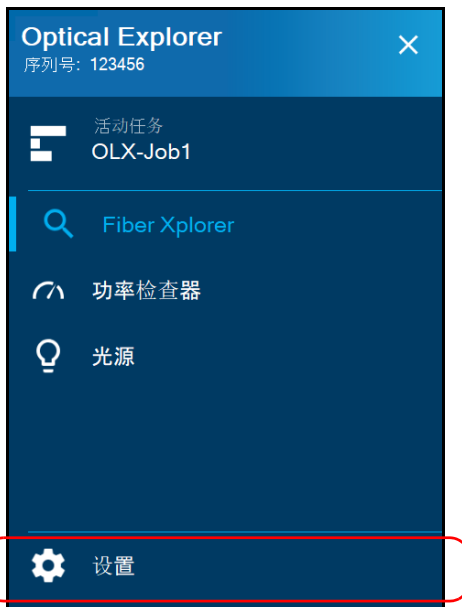 Optical Explorer
序列号: 123456
活动任务
OLX-Job1
Fiber Xplorer
功率检查器
光源
设置